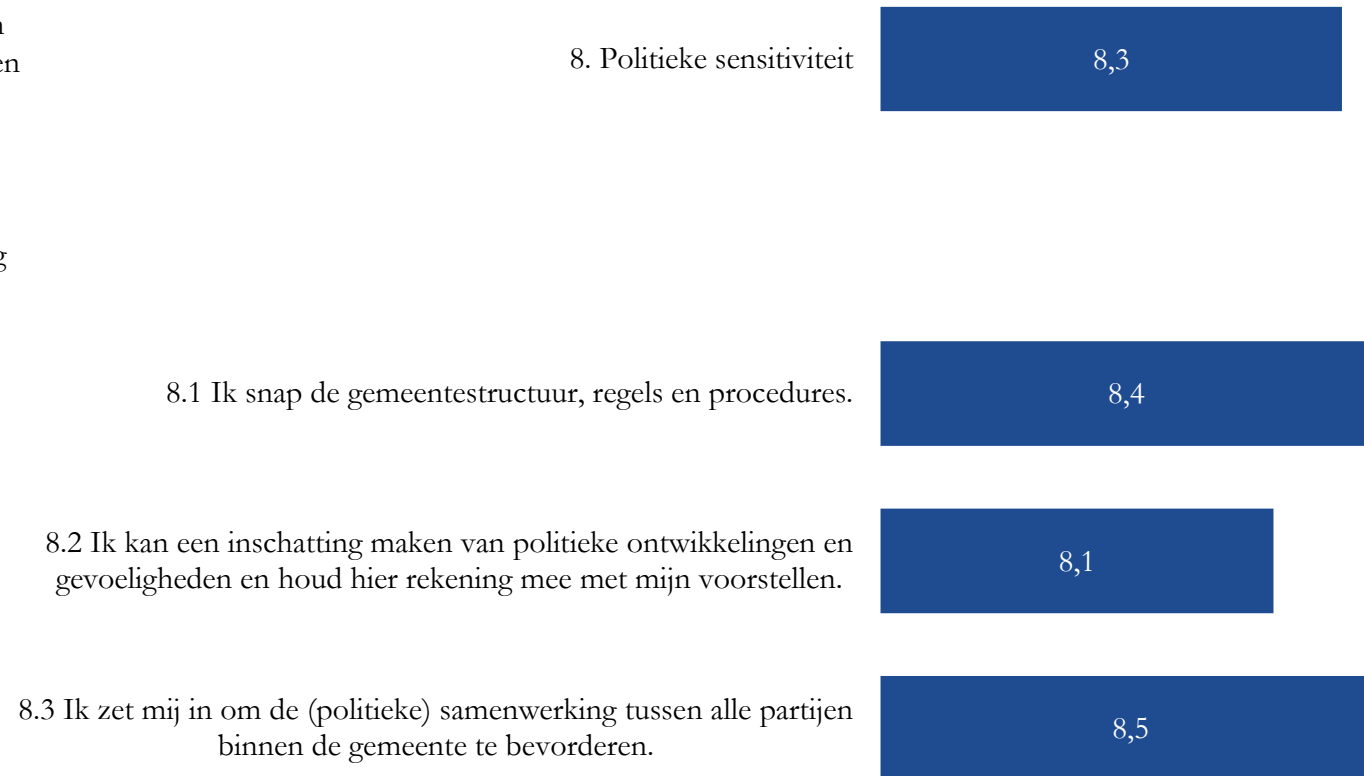 8. Politieke sensitiviteit
8,3
8.1 Ik snap de gemeentestructuur, regels en procedures.
8,4
8.2 Ik kan een inschatting maken van politieke ontwikkelingen en
gevoeligheden en houd hier rekening mee met mijn voorstellen.
8,1
8.3 Ik zet mij in om de (politieke) samenwerking tussen alle partijen
binnen de gemeente te bevorderen.
8,5